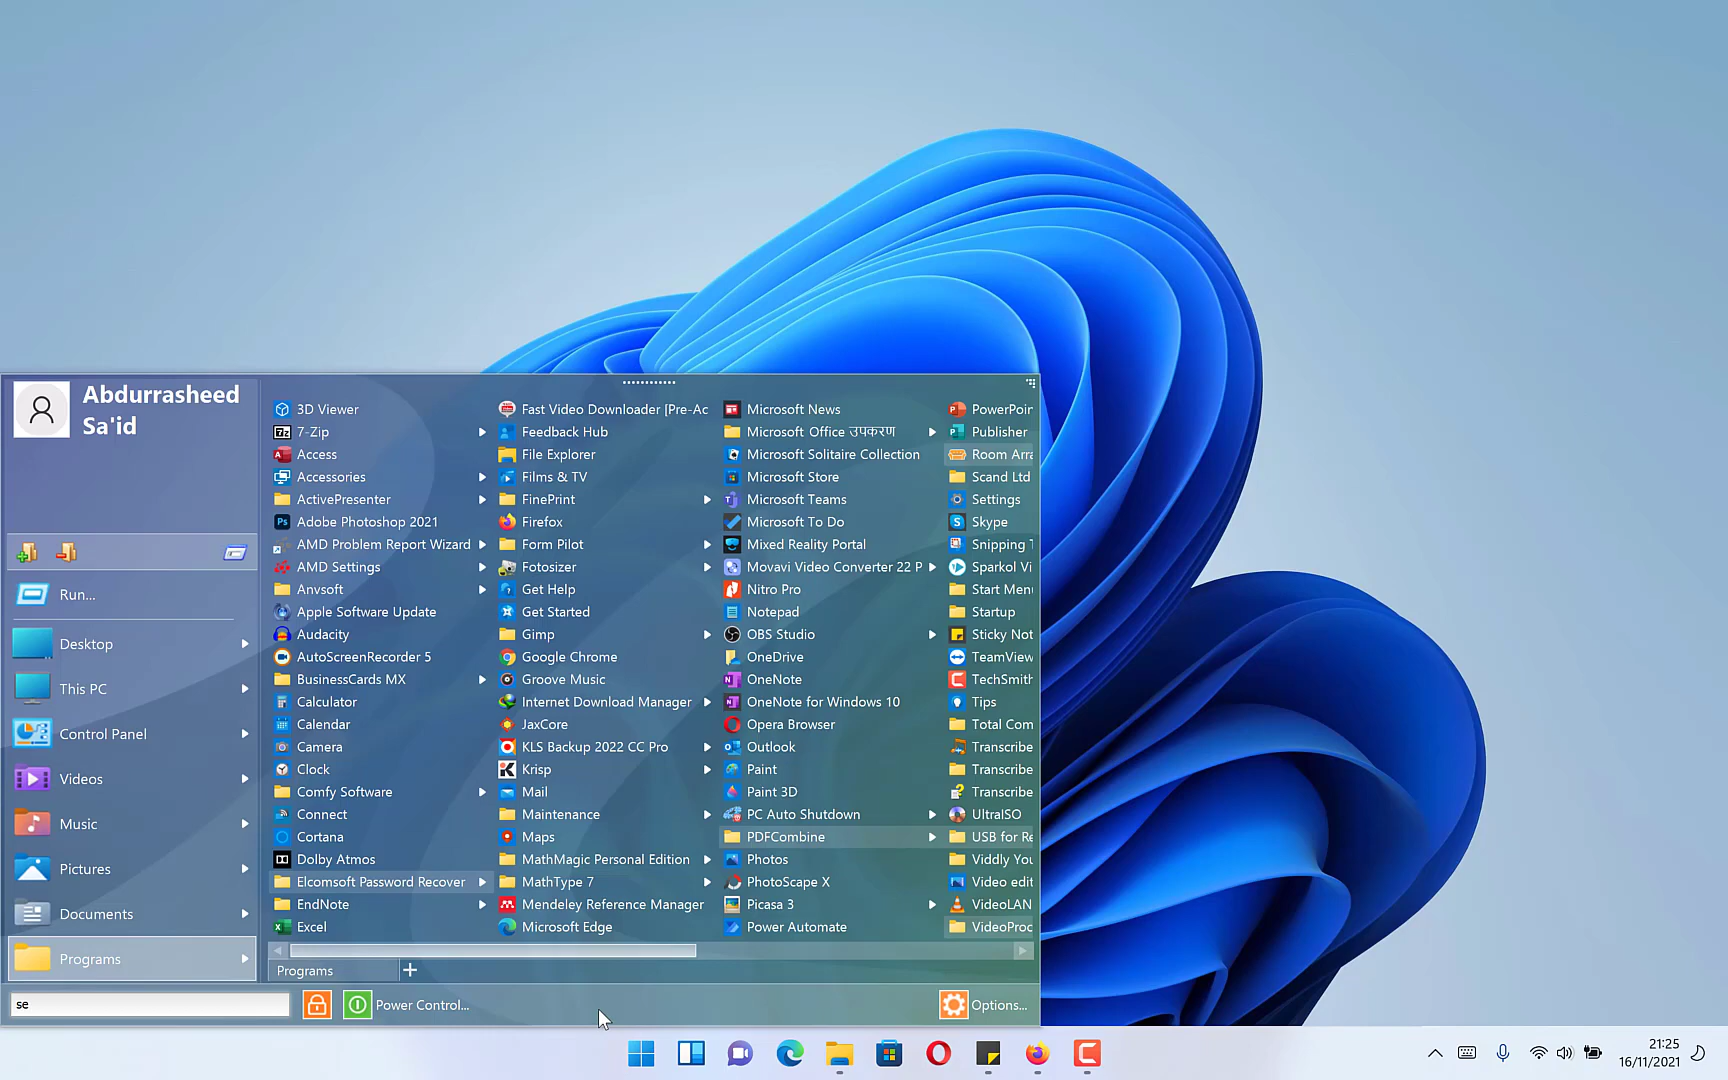 Abdurrasheed
Sa'id
Run...
Desktop
This PC
Control Panel
Videos
Music
Pictures
Documents
Programs
3D Viewer
7-Zip
Access
Accessories
ActivePresenter
Adobe Photoshop 2021
AMD Problem Report Wizard
AMD Settings
Anvsoft
Apple Software Update
Audacity
AutoScreenRecorder 5
BusinessCards MX
Calculator
Calendar
Camera
Clock
Comfy Software
Connect
Cortana
Dolby Atmos
Elcomsoft Password Recover
EndNote
Excel
Fast Video Downloader [Pre-Ac
Feedback Hub
File Explorer
Films & TV
FinePrint
Firefox
Form Pilot
Fotosizer
Get Help
Get Started
Gimp
Google Chrome
Groove Music
Internet Download Manager
JaxCore
KLS Backup 2022 CC Pro
Krisp
Mail
Maintenance
Maps
MathMagic Personal Edition
MathType 7
Mendeley Reference Manager
Microsoft Edge
Microsoft News
Microsoft Office उपकरण
Microsoft Solitaire Collection
Microsoft Store
Microsoft Teams
Microsoft To Do
Mixed Reality Portal
Movavi Video Converter 22 P
Nitro Pro
Notepad
OBS Studio
OneDrive
OneNote
OneNote for Windows 10
Opera Browser
Outlook
Paint
Paint 3D
PC Auto Shutdown
PDFCombine
Photos
PhotoScape X
Picasa 3
Power Automate
PowerPoin
Publisher
Room Arra
Scand Ltd
Settings
Skype
Snipping T
Sparkol Vi
Start Menu
Startup
Sticky Not
TeamView
TechSmith
Tips
Total Com
Transcribe
Transcribe
Transcribe
UltraISO
USB for Re
Viddly You
Video edit
VideoLAN
VideoProc
Programs
se
Power Control...
Options...
21:25
16/11/2021